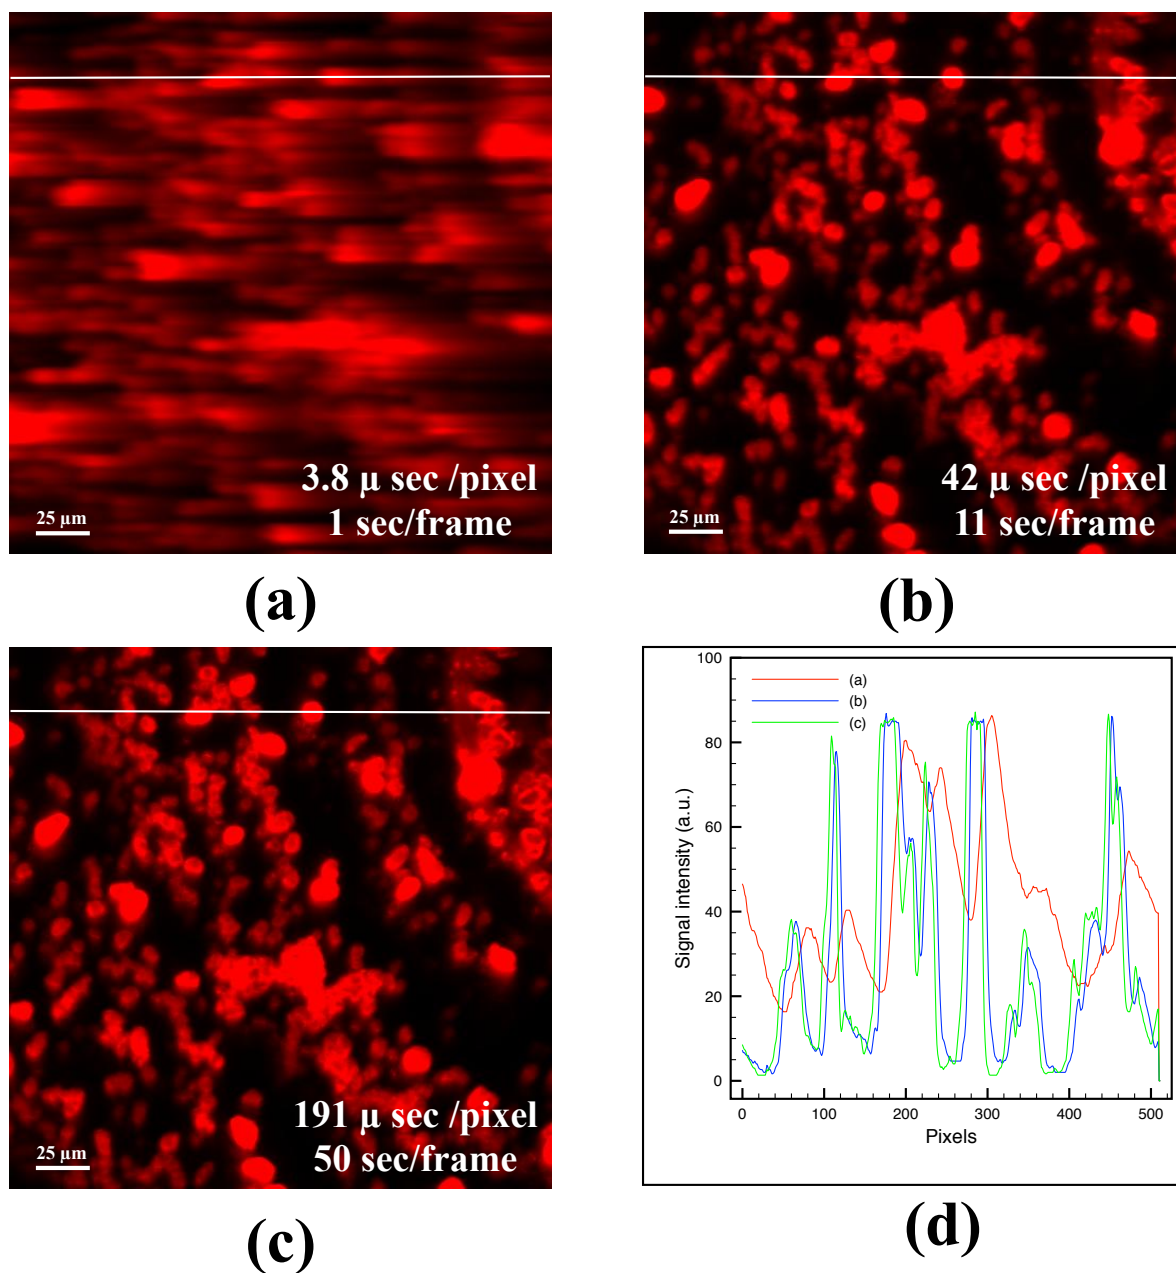 3.8 µ sec /pixel
1 sec/frame
25 µm
(a)
42 µ sec /pixel
11 sec/frame
25 µm
(b)
191 µ sec /pixel
50 sec/frame
25 µm
(c)
100
80
60
40
20
0
Signal intensity (a.u.)
(a)
(b)
(c)
0 100 200 300 400 500
Pixels
(d)